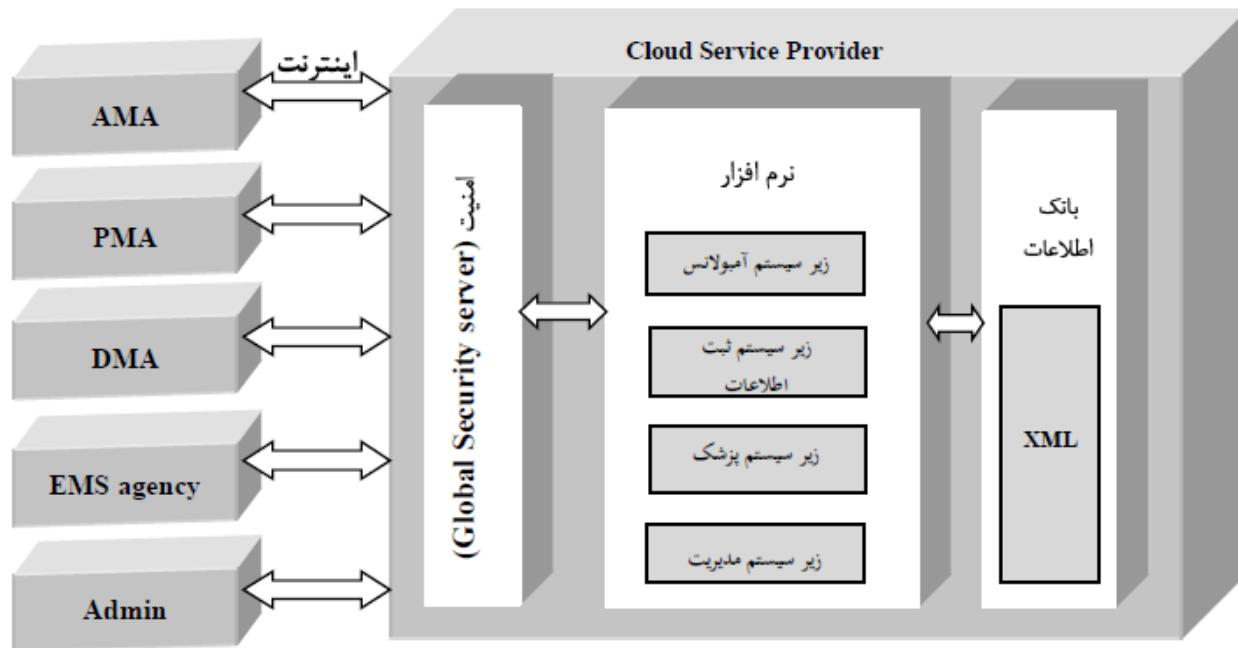 Cloud Service Provider
اینترنت
AMA
PMA
DMA
EMS agency
Admin
امنیت (Global Security server)
نرم افزار
زیر سیستم آمبولانس
زیر سیستم ثبت
اطلاعات
زیر سیستم پزشک
زیر سیستم مدیریت
باتک
اطلاعات
XML